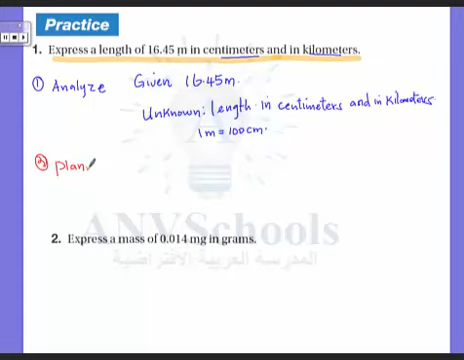 Practice
1. Express a length of 16.45 m in centimeters and in kilometers.
① Analyze Given 16.45m.
Unknown: length in centimeters and in kilometers.
1m = 100cm.
② Plan
ANVSchools
2. Express a mass of 0.014 mg in grams.
المدرسة العربية الافتراضية